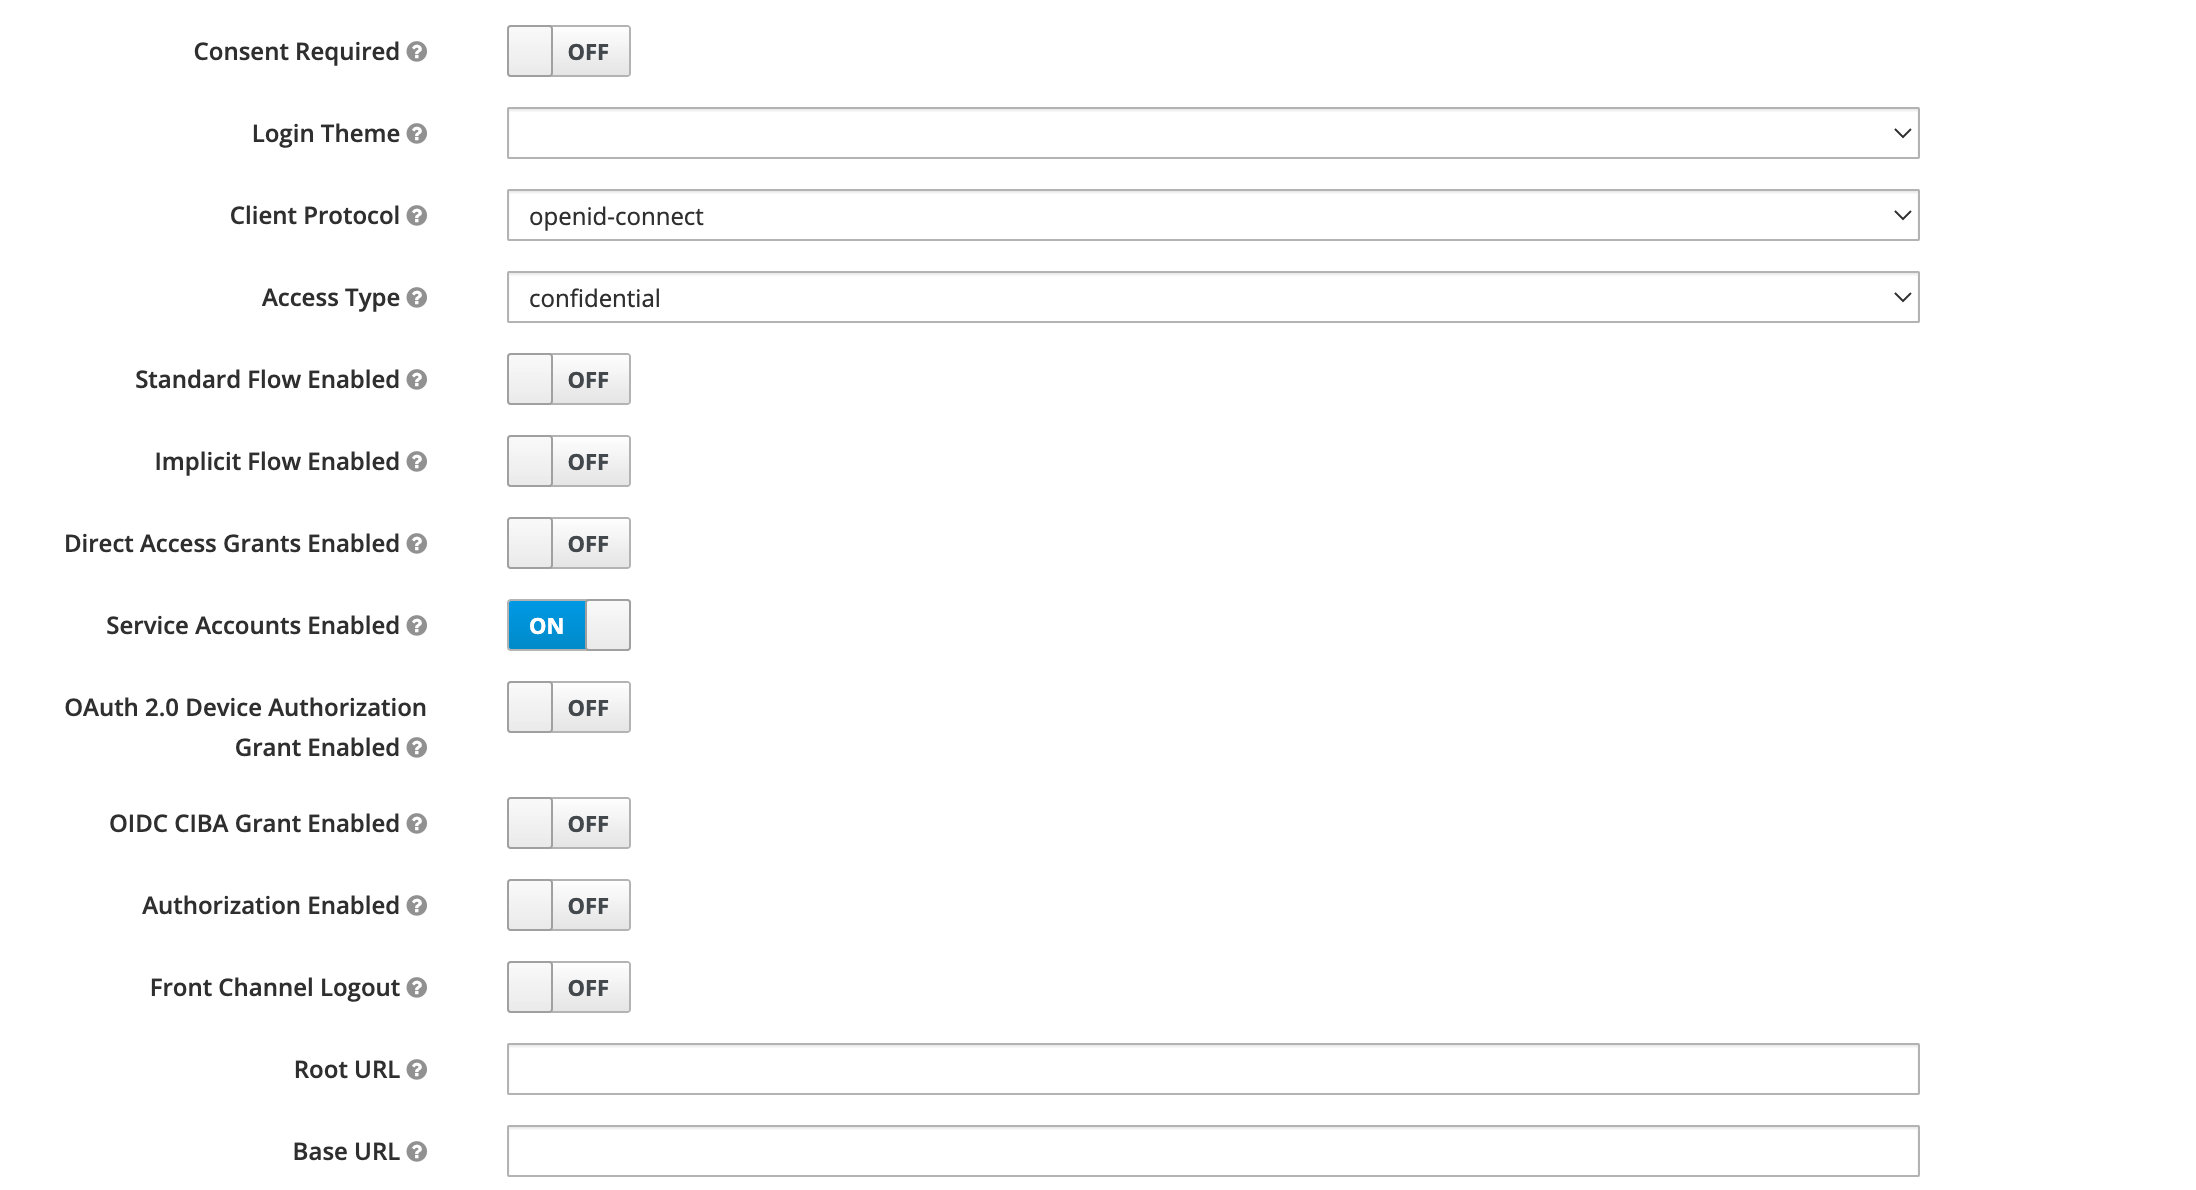 Consent Required
OFF
Login Theme
Client Protocol
openid-connect
Access Type
confidential
Standard Flow Enabled
OFF
Implicit Flow Enabled
OFF
Direct Access Grants Enabled
OFF
Service Accounts Enabled
ON
OAuth 2.0 Device Authorization
Grant Enabled
OFF
OIDC CIBA Grant Enabled
OFF
Authorization Enabled
OFF
Front Channel Logout
OFF
Root URL
Base URL